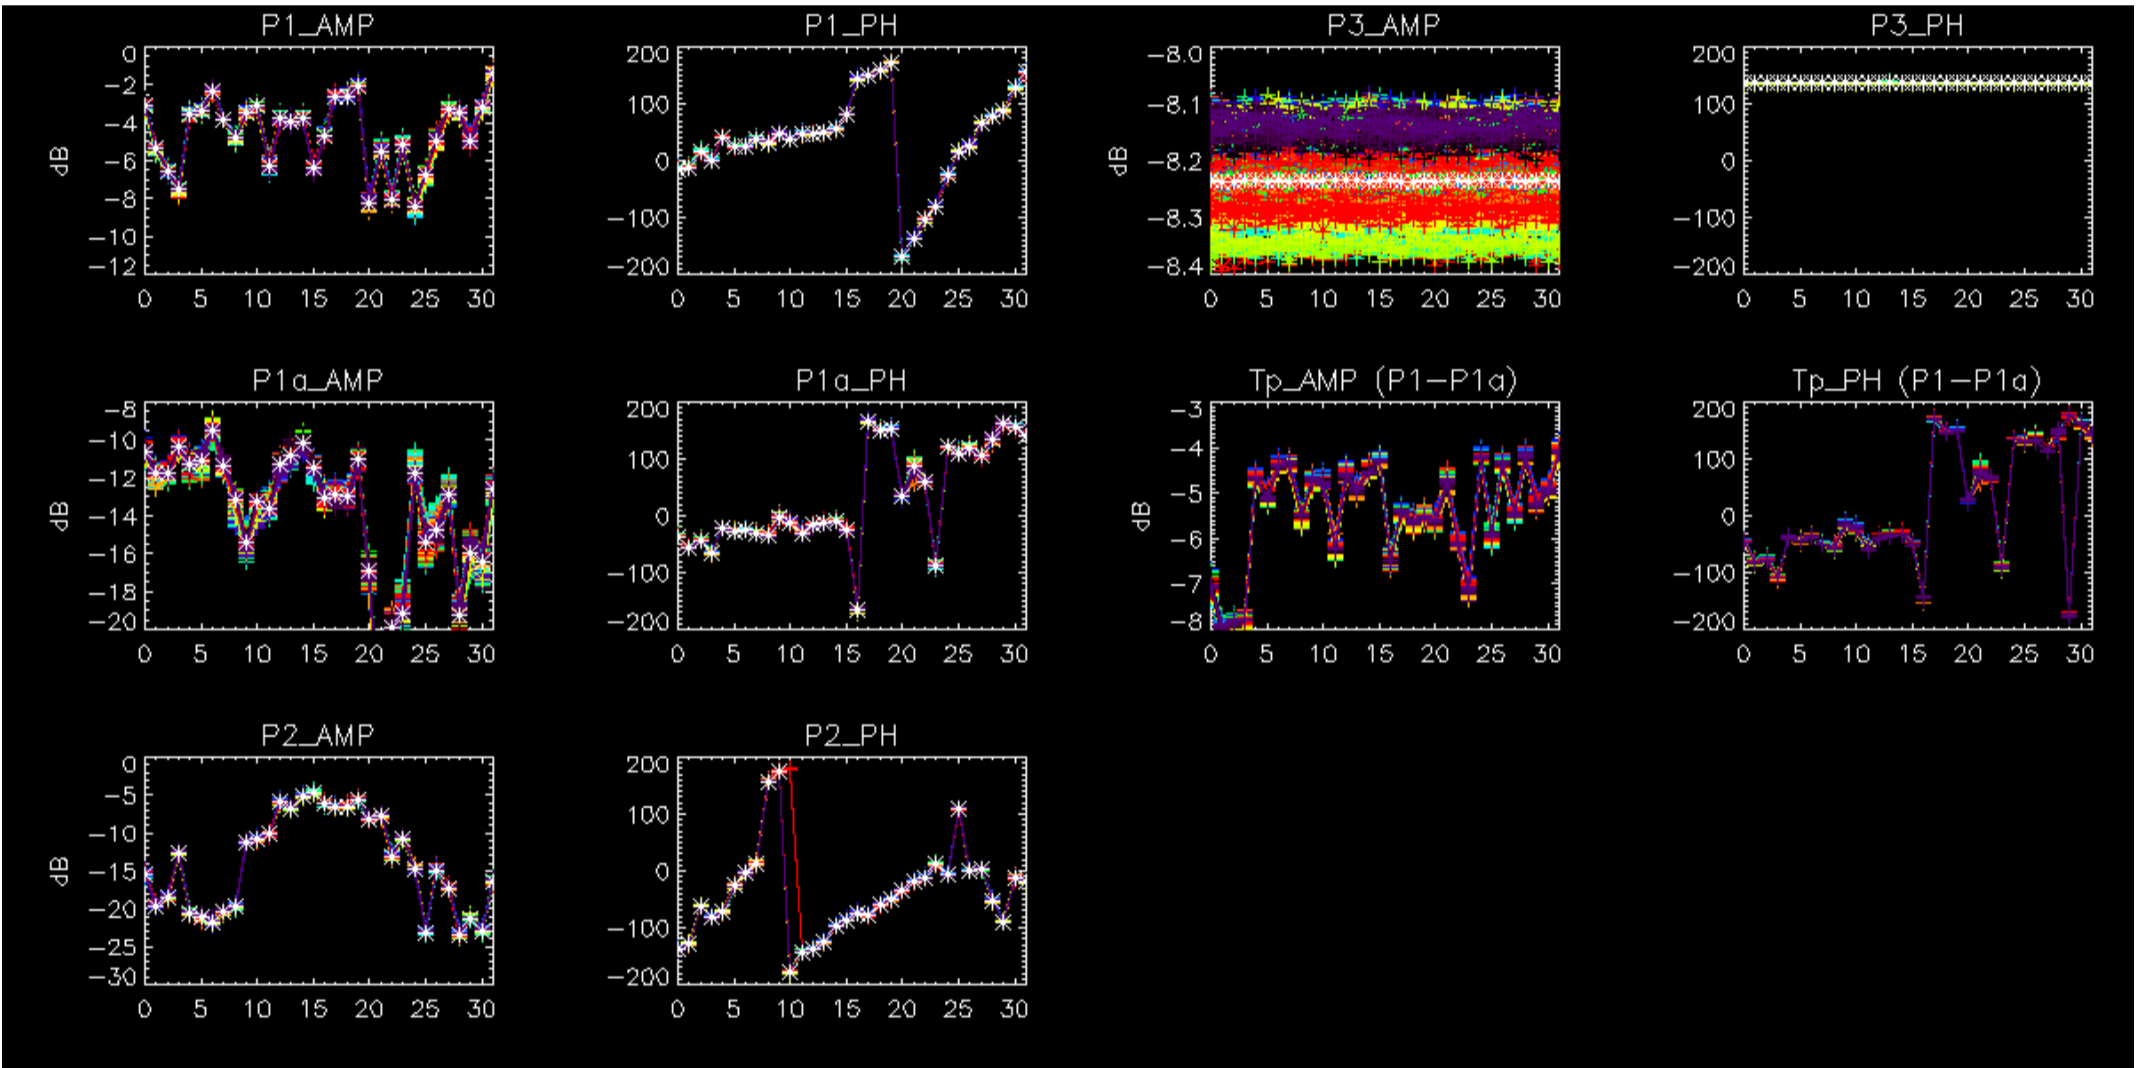 P1_AMP
P1_PH
P3_AMP
P3_PH
0
−2
−4
−6
−8
−10
−12
dB
0 5 10 15 20 25 30
200
100
0
−100
−200
0 5 10 15 20 25 30
−8.0
−8.1
−8.2
−8.3
−8.4
dB
0 5 10 15 20 25 30
200
100
0
−100
−200
0 5 10 15 20 25 30
P1a_AMP
P1a_PH
Tp_AMP (P1−P1a)
Tp_PH (P1−P1a)
−8
−10
−12
−14
−16
−18
−20
dB
0 5 10 15 20 25 30
200
100
0
−100
−200
0 5 10 15 20 25 30
−3
−4
−5
−6
−7
−8
dB
0 5 10 15 20 25 30
200
100
0
−100
−200
0 5 10 15 20 25 30
P2_AMP
P2_PH
0
−5
−10
−15
−20
−25
−30
dB
0 5 10 15 20 25 30
200
100
0
−100
−200
0 5 10 15 20 25 30